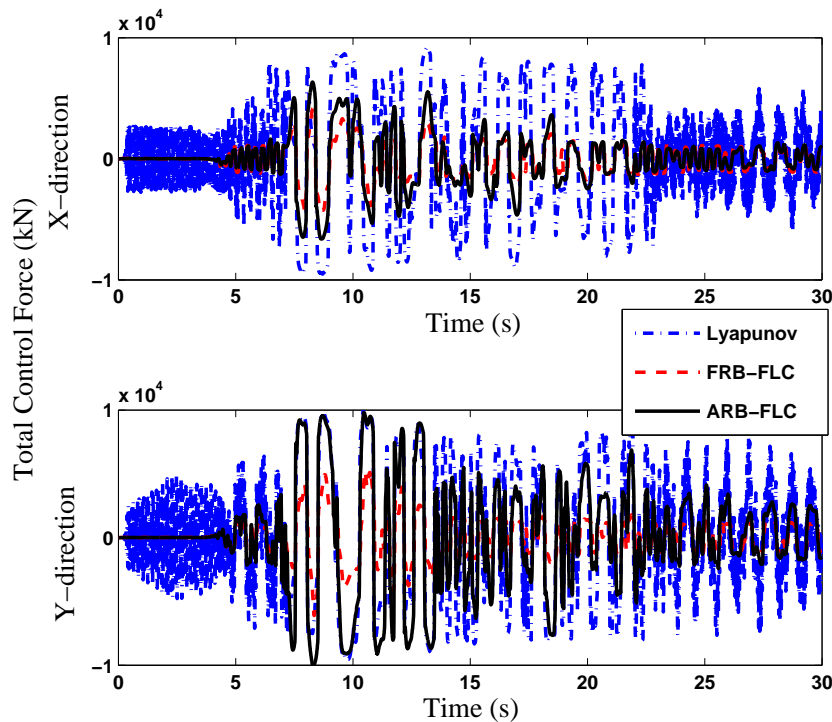 x 10^4
1
0
−1
X−direction
0 5 10 15 20 25 30
Time (s)
Total Control Force (kN)
Lyapunov
FRB−FLC
ARB−FLC
x 10^4
1
0
−1
Y−direction
0 5 10 15 20 25 30
Time (s)